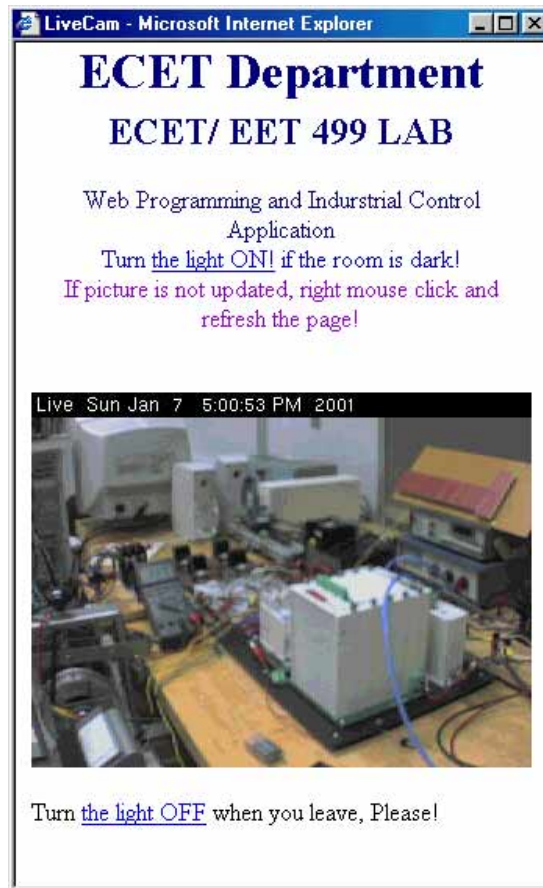 LiveCam - Microsoft Internet Explorer
ECET Department
ECET/ EET 499 LAB
Web Programming and Indurstrial Control
Application
Turn the light ON! if the room is dark!
If picture is not updated, right mouse click and
refresh the page!
Live Sun Jan 7 5:00:53 PM 2001
Turn the light OFF when you leave, Please!